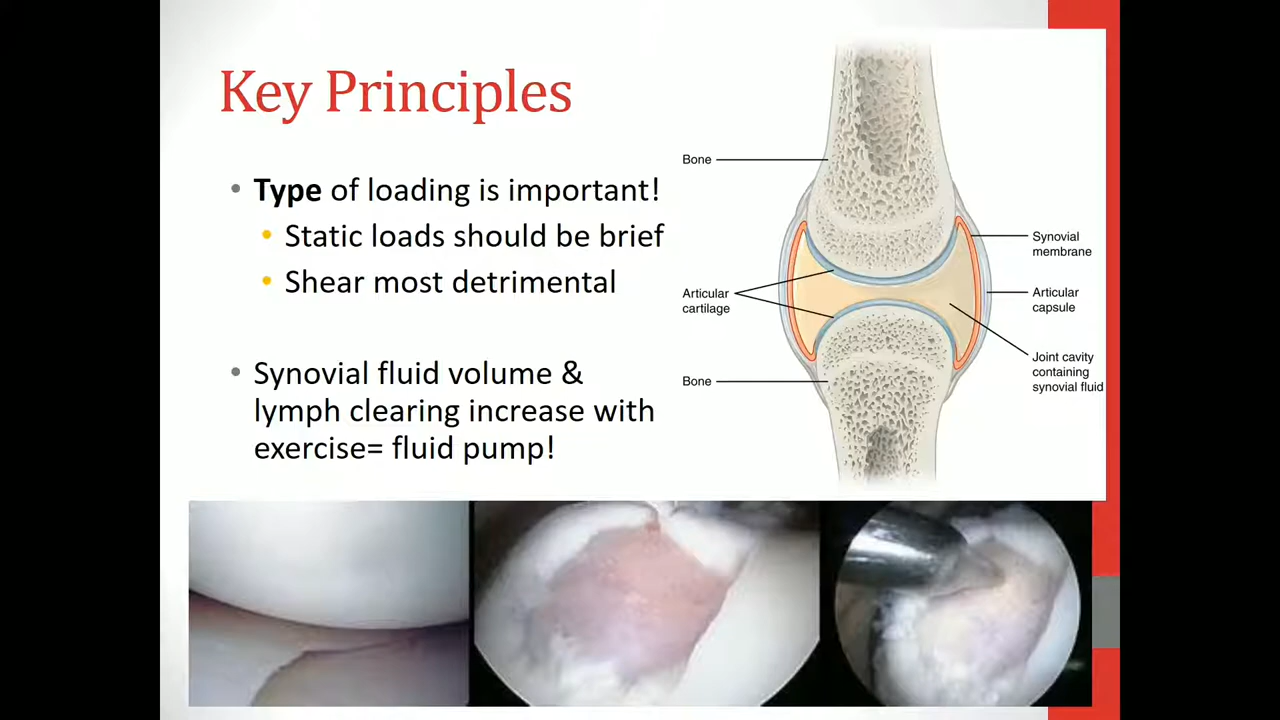 Key Principles
• Type of loading is important!
• Static loads should be brief
• Shear most detrimental
• Synovial fluid volume &
lymph clearing increase with
exercise= fluid pump!
Bone
Articular
cartilage
Bone
Synovial
membrane
Articular
capsule
Joint cavity
containing
synovial fluid